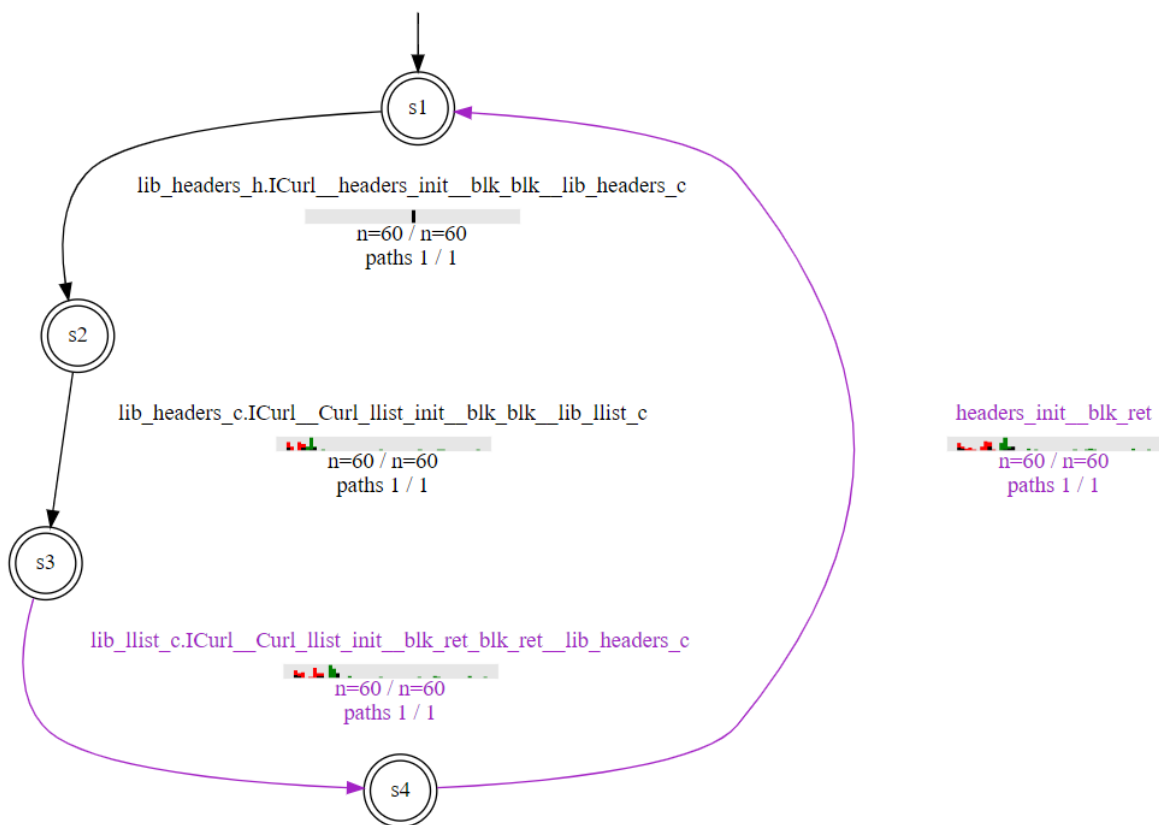 s1
lib_headers_h.ICurl__headers_init__blk_blk__lib_headers_c
n=60 / n=60
paths 1 / 1
s2
lib_headers_c.ICurl__Curl_llist_init__blk_blk__lib_llist_c
n=60 / n=60
paths 1 / 1
headers_init__blk_ret
n=60 / n=60
paths 1 / 1
s3
lib_llist_c.ICurl__Curl_llist_init__blk_ret_blk_ret__lib_headers_c
n=60 / n=60
paths 1 / 1
s4